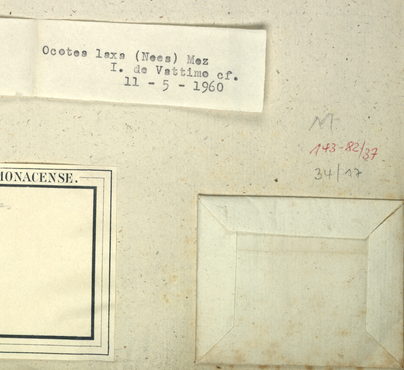 Ocotea laxa (Nees) Mez
I. de Vattimo cf.
11 - 5 - 1960
M
143-82/37
34/17
MONACENSE.